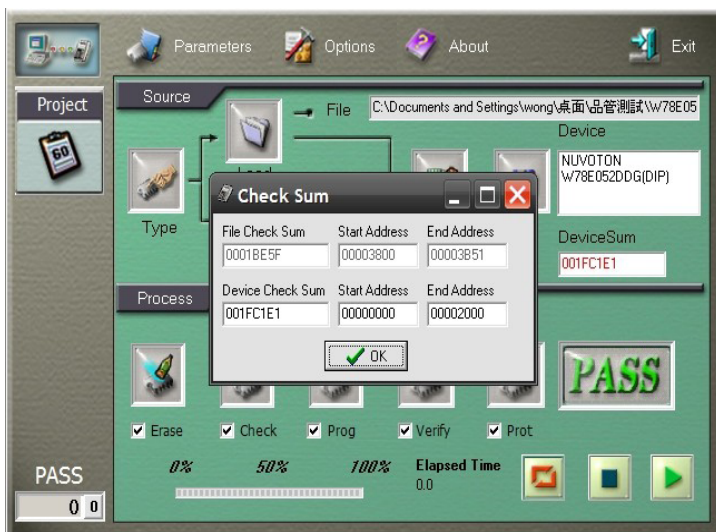 Parameters
Options
About
Exit
Project
60
Source
File
C:\Documents and Settings\wong\桌面\品管測試\W78E05
Load
Type
Device
NUVOTON
W78E052DDG(DIP)
DeviceSum
001FC1E1
Check Sum
File Check Sum
Start Address
End Address
0001BE5F
00003800
00003B51
Device Check Sum
Start Address
End Address
001FC1E1
00000000
00002000
OK
Process
PASS
Erase
Check
Prog
Verify
Prot
0%
50%
100%
Elapsed Time
0.0
PASS
0
0